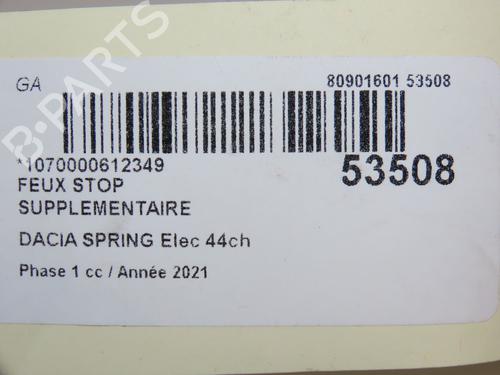 GA
80901601 53508
*1070000612349
53508
FEUX STOP
SUPPLEMENTAIRE
DACIA SPRING Elec 44ch
Phase 1 cc / Année 2021
B-PARTS